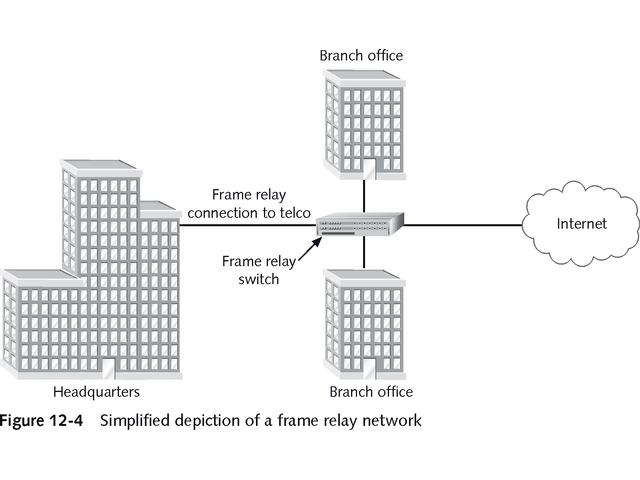 Branch office
Frame relay
connection to telco
Internet
Frame relay
switch
Headquarters
Branch office
Figure 12-4 Simplified depiction of a frame relay network